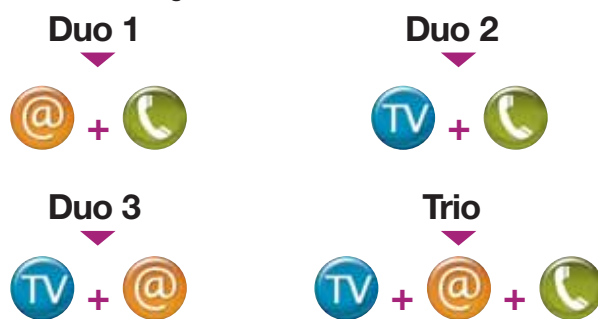 Duo 1
Duo 2
@ +
TV +
Duo 3
Trio
TV + @
TV + @ +